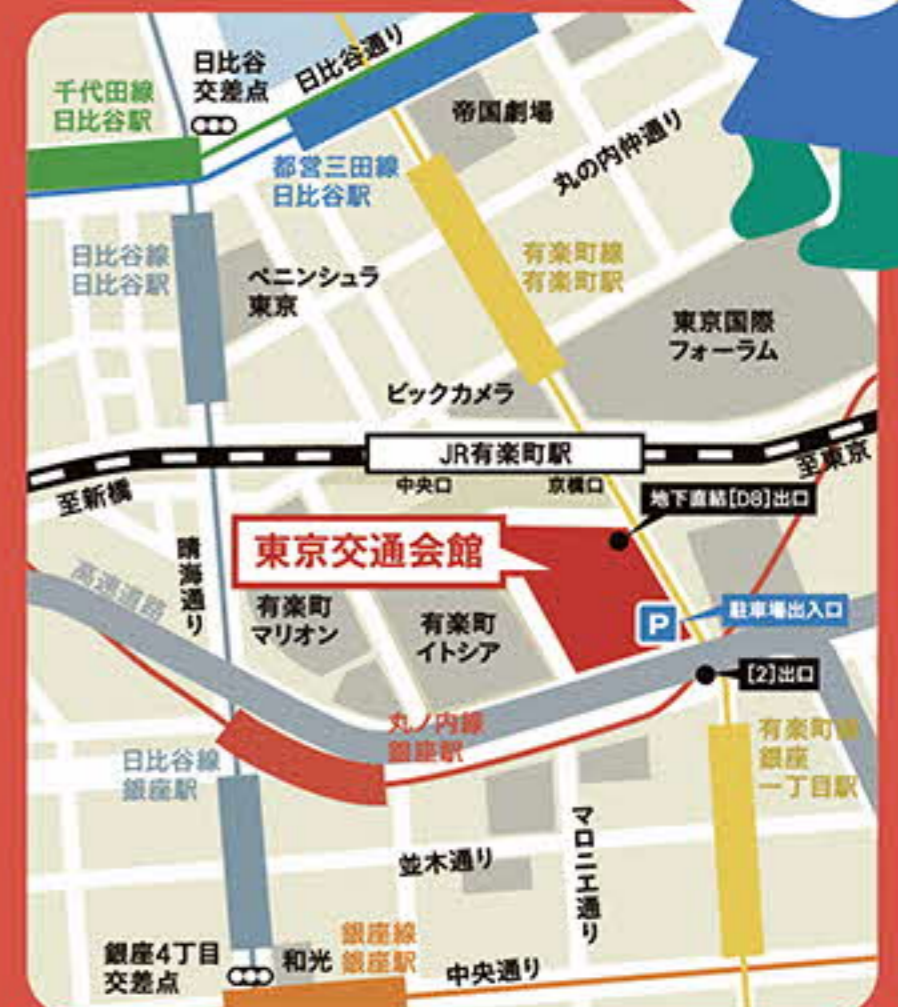 日比谷
交差点
日比谷通り
千代田線
日比谷駅
帝国劇場
都営三田線
日比谷駅
丸の内仲通り
日比谷線
日比谷駅
ペニンシュラ
東京
有楽町線
有楽町駅
東京国際
フォーラム
ビックカメラ
JR有楽町駅
至東京
至新橋
中央口
京橋口
地下直結[D8]出口
東京交通会館
晴海通り
高速道路
有楽町
マリオン
有楽町
イトシア
P
駐車場出入口
[2]出口
丸ノ内線
銀座駅
有楽町線
銀座
一丁目駅
日比谷線
銀座駅
マロニエ通り
並木通り
銀座4丁目
交差点
和光
銀座線
銀座駅
中央通り